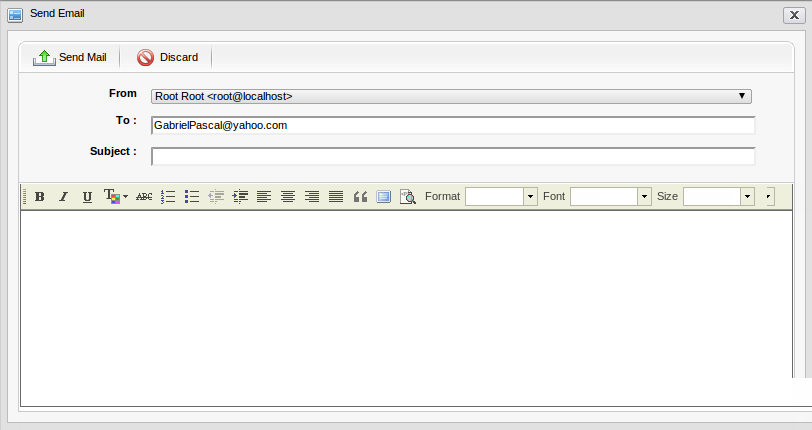 Send Email
Send Mail Discard
From Root Root <root@localhost>
To : GabrielPascal@yahoo.com
Subject :
B I U T ABC Format Font Size